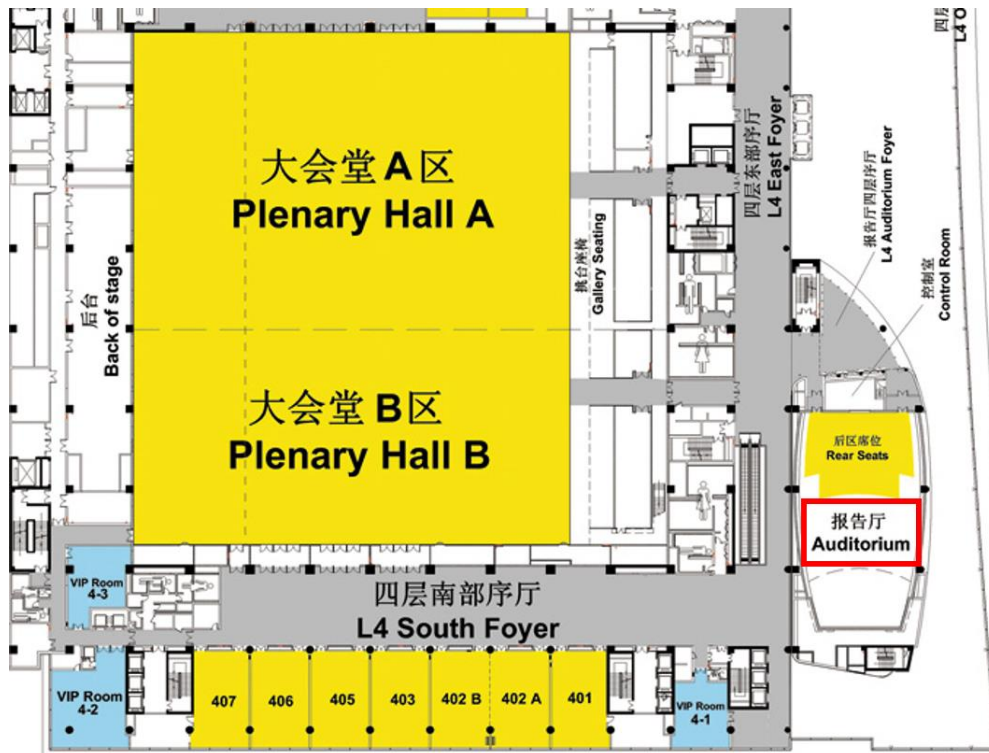 大会堂 A 区
Plenary Hall A
大会堂 B 区
Plenary Hall B
后台
Back of stage
挑台座椅
Gallery Seating
四层东部序厅
L4 East Foyer
报告厅四层序厅
L4 Auditorium Foyer
控制室
Control Room
后区席位
Rear Seats
报告厅
Auditorium
四层南部序厅
L4 South Foyer
VIP Room
4-3
VIP Room
4-2
407
406
405
403
402 B
402 A
401
VIP Room
4-1